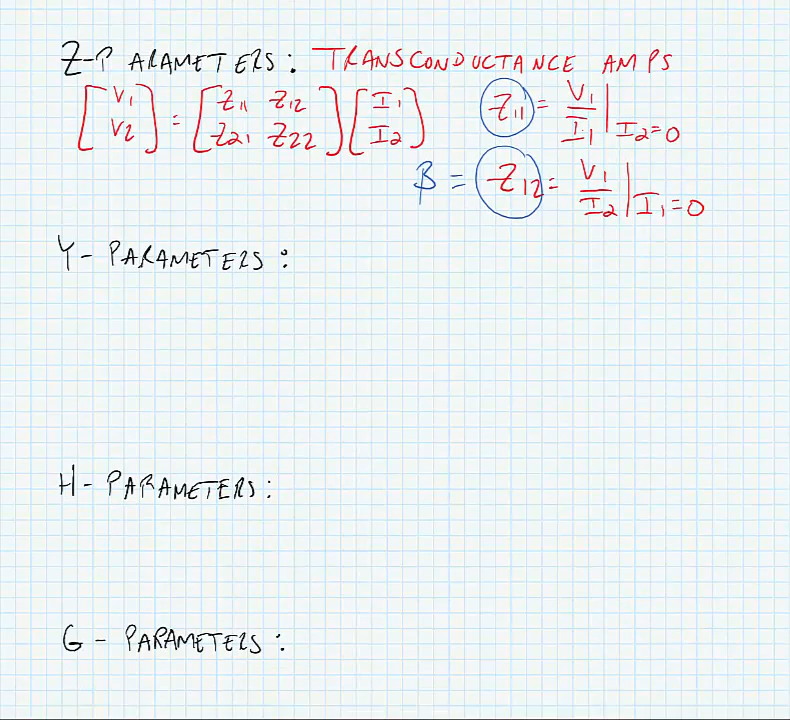 Z-PARAMETERS: TRANSCONDUCTANCE AMPS
[V1 V2] = [Z11 Z12 Z21 Z22] [I1 I2]
Z11 = V1/I1 | I2=0
β = Z12 = V1/I2 | I1=0
Y- PARAMETERS:
H- PARAMETERS:
G - PARAMETERS: